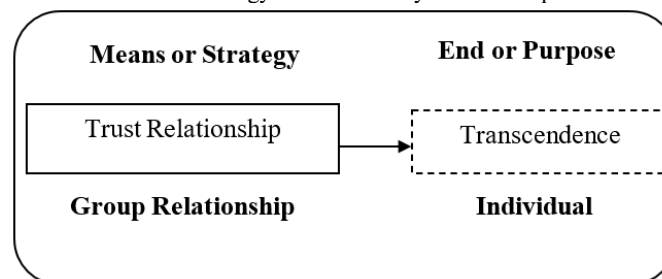 Means or Strategy
End or Purpose
Trust Relationship
Transcendence
Group Relationship
Individual